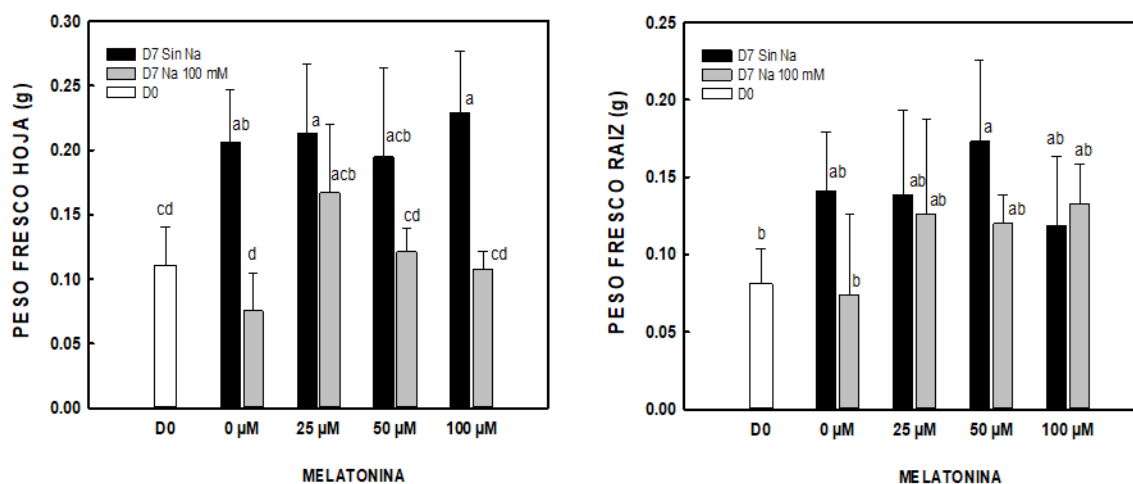 0.30
0.25
0.20
0.15
0.10
0.05
0.00
PESO FRESCO HOJA (g)
D7 Sin Na
D7 Na 100 mM
D0
cd
ab
d
a
acb
acb
cd
a
cd
D0 0 µM 25 µM 50 µM 100 µM
MELATONINA
0.25
0.20
0.15
0.10
0.05
0.00
PESO FRESCO RAIZ (g)
D7 Sin Na
D7 Na 100 mM
D0
b
ab
b
ab
ab
a
ab
ab
ab
D0 0 µM 25 µM 50 µM 100 µM
MELATONINA